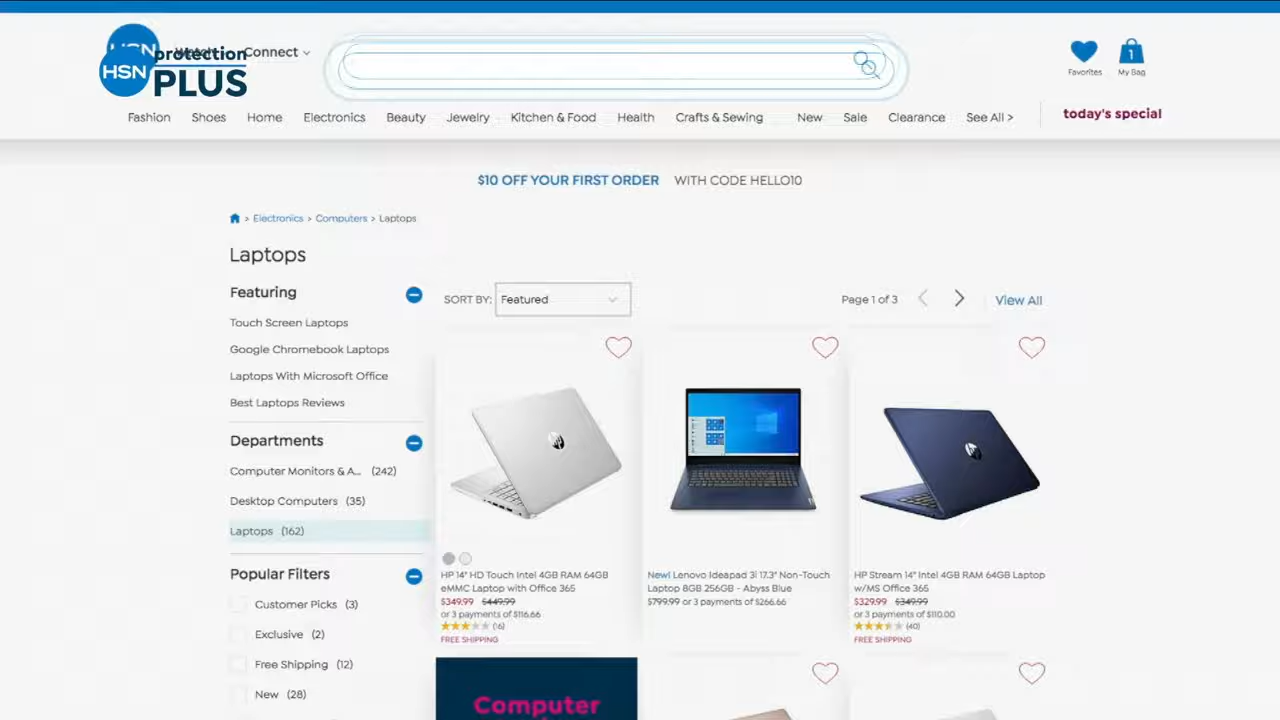 HSN
HSN protection PLUS
Watch Connect
1
Favorites My Bag
Fashion Shoes Home Electronics Beauty Jewelry Kitchen & Food Health Crafts & Sewing New Sale Clearance See All > today's special
$10 OFF YOUR FIRST ORDER WITH CODE HELLO10
> Electronics > Computers > Laptops
Laptops
Featuring
Touch Screen Laptops
Google Chromebook Laptops
Laptops With Microsoft Office
Best Laptops Reviews
Departments
Computer Monitors & A... (242)
Desktop Computers (35)
Laptops (162)
Popular Filters
Customer Picks (3)
Exclusive (2)
Free Shipping (12)
New (28)
SORT BY: Featured
Page 1 of 3
View All
hp
HP 14" HD Touch Intel 4GB RAM 64GB
eMMC Laptop with Office 365
$349.99 $449.99
or 3 payments of $116.66
(16)
FREE SHIPPING
New! Lenovo Ideapad 3i 17.3" Non-Touch
Laptop 8GB 256GB - Abyss Blue
$799.99 or 3 payments of $266.66
hp
HP Stream 14" Intel 4GB RAM 64GB Laptop
w/MS Office 365
$329.99 $349.99
or 3 payments of $110.00
(40)
FREE SHIPPING
Computer